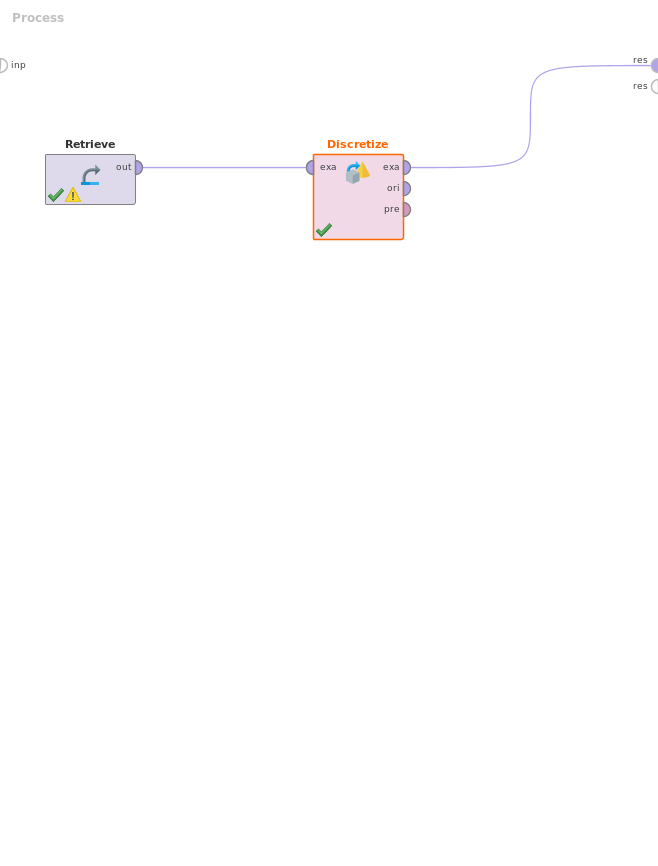 Process
inp
res
res
Retrieve
out
Discretize
exa
exa
ori
pre